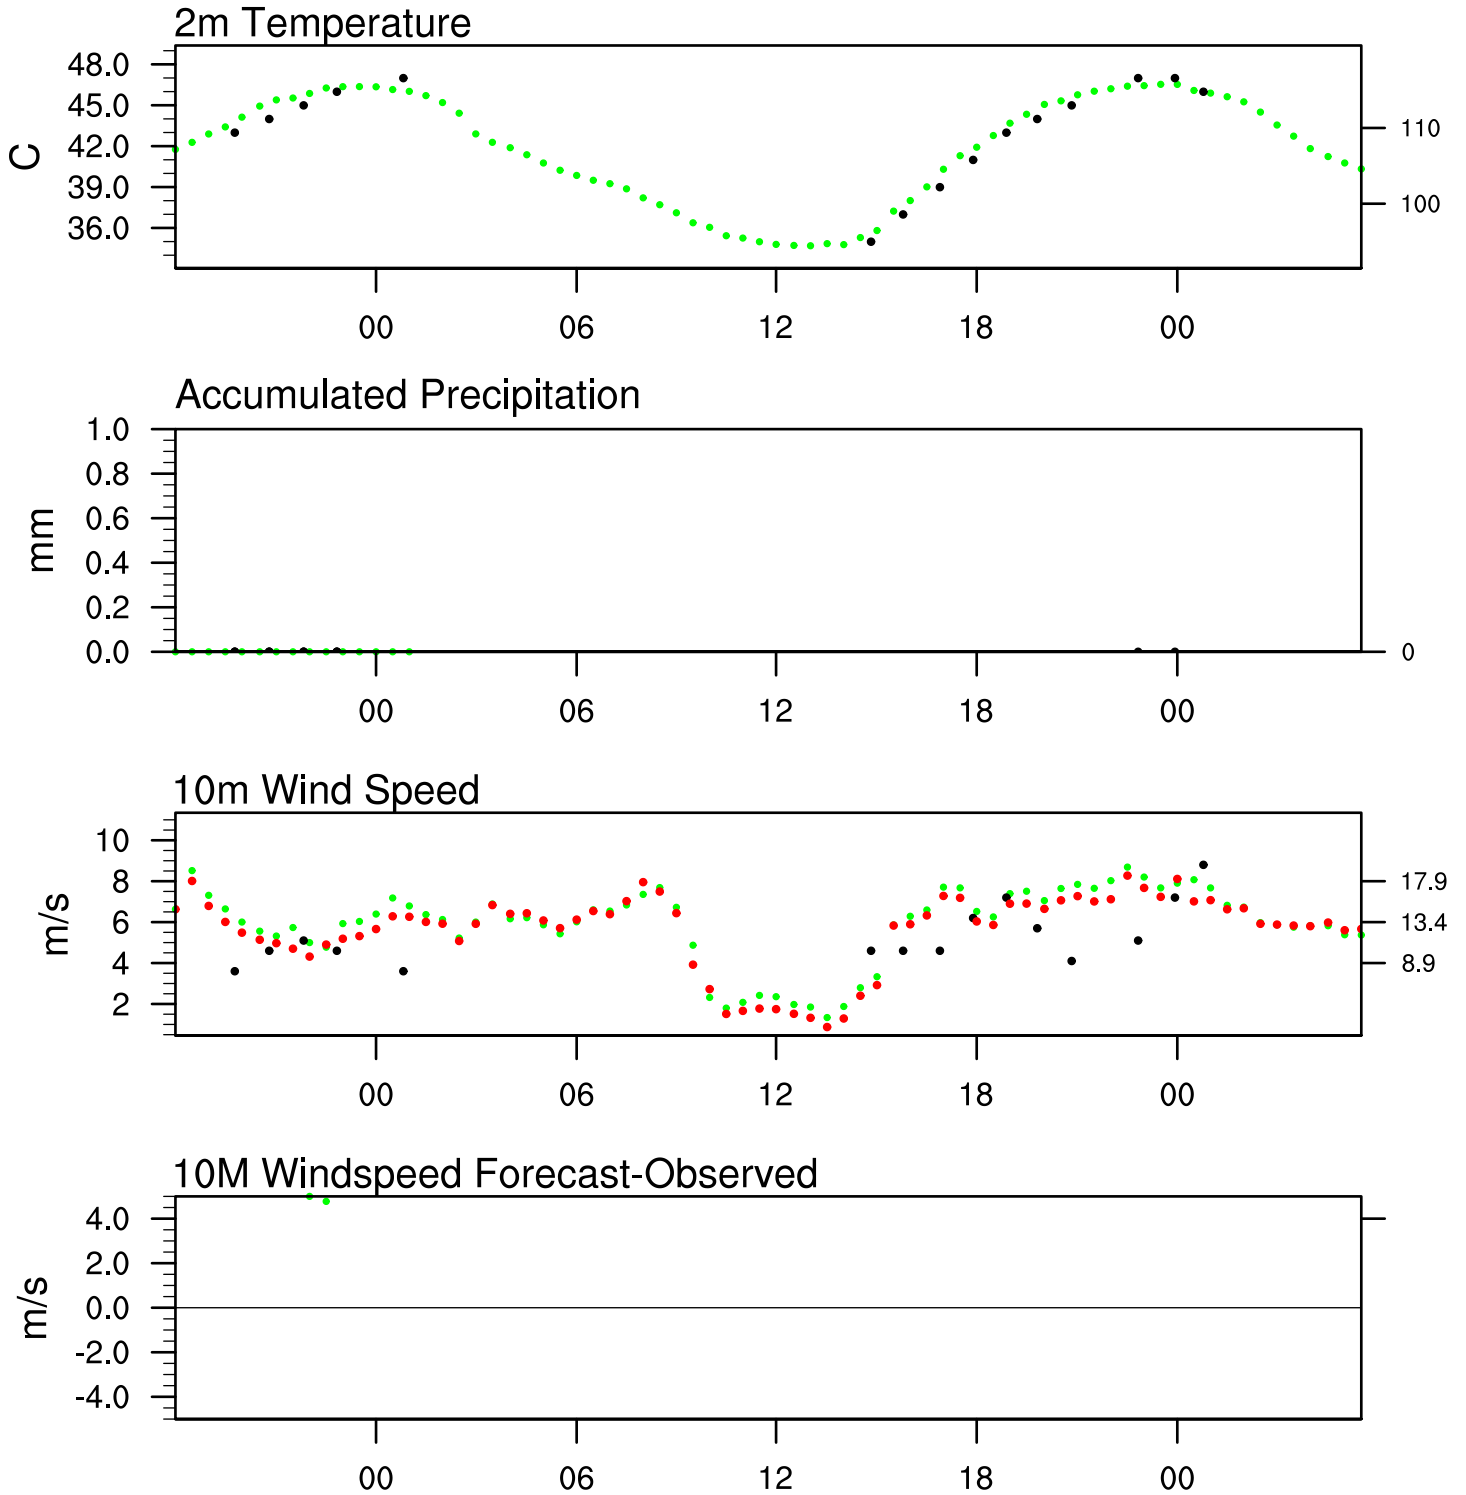 2m Temperature
48.0
45.0
42.0
39.0
36.0
C
110
100
00 06 12 18 00
Accumulated Precipitation
1.0
0.8
0.6
0.4
0.2
0.0
mm
0
00 06 12 18 00
10m Wind Speed
10
8
6
4
2
m/s
17.9
13.4
8.9
00 06 12 18 00
10M Windspeed Forecast-Observed
4.0
2.0
0.0
-2.0
-4.0
m/s
00 06 12 18 00